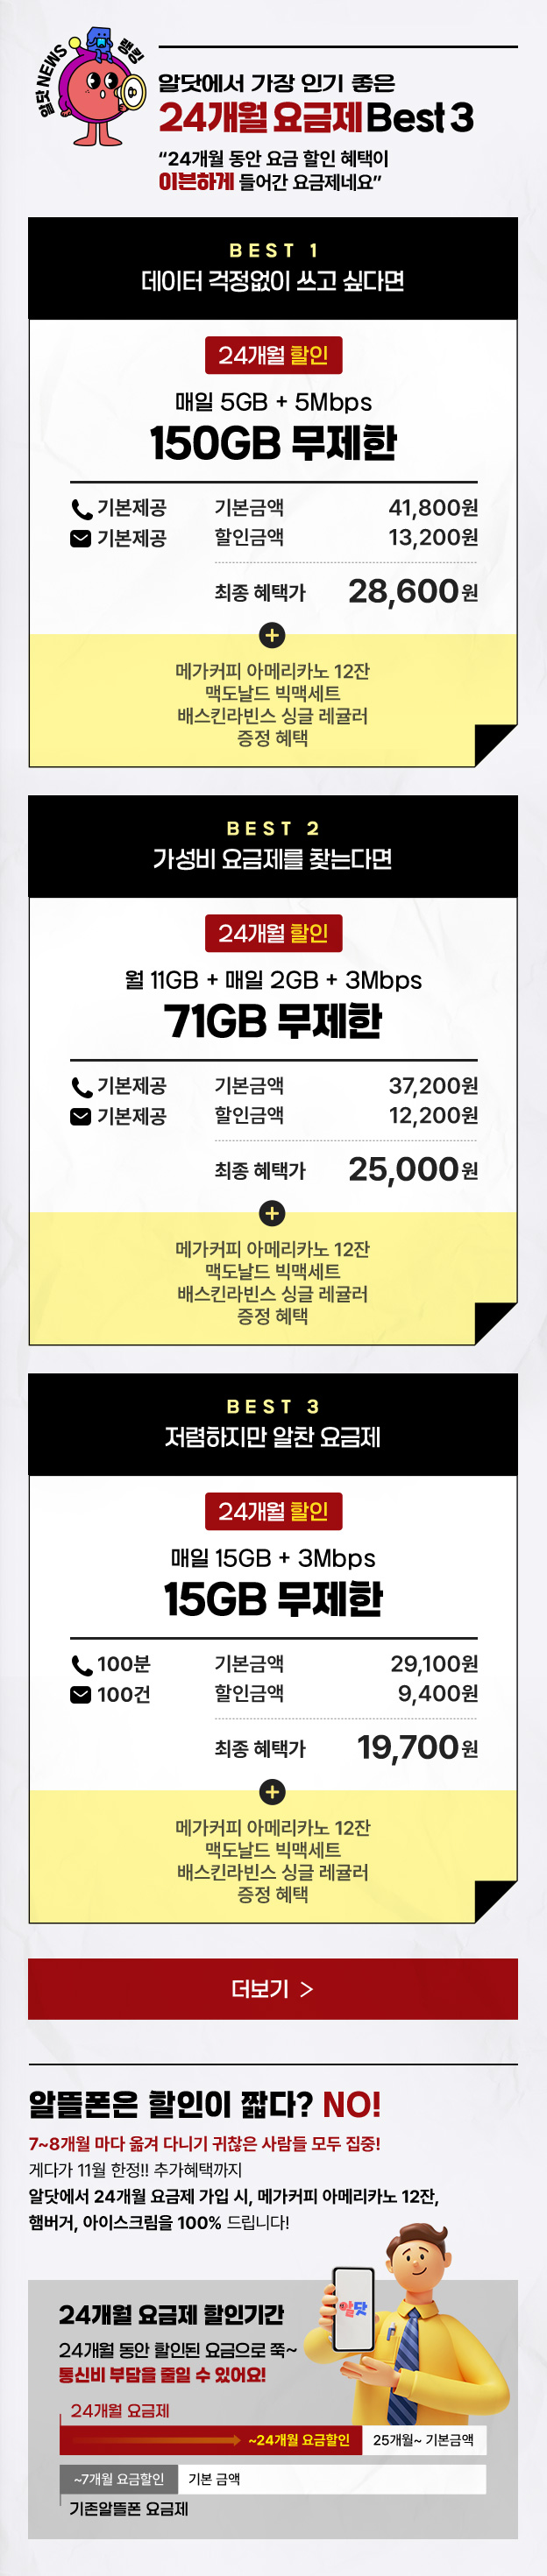 알닷 NEWS 랭킹
알닷에서 가장 인기 좋은
24개월 요금제 Best 3
“24개월 동안 요금 할인 혜택이
이븐하게 들어간 요금제네요”
BEST 1
데이터 걱정없이 쓰고 싶다면
24개월 할인
매일 5GB + 5Mbps
150GB 무제한
기본제공 기본금액 41,800원
기본제공 할인금액 13,200원
최종 혜택가 28,600원
+
메가커피 아메리카노 12잔
맥도날드 빅맥세트
배스킨라빈스 싱글 레귤러
증정 혜택
BEST 2
가성비 요금제를 찾는다면
24개월 할인
월 11GB + 매일 2GB + 3Mbps
71GB 무제한
기본제공 기본금액 37,200원
기본제공 할인금액 12,200원
최종 혜택가 25,000원
+
메가커피 아메리카노 12잔
맥도날드 빅맥세트
배스킨라빈스 싱글 레귤러
증정 혜택
BEST 3
저렴하지만 알찬 요금제
24개월 할인
매일 15GB + 3Mbps
15GB 무제한
100분 기본금액 29,100원
100건 할인금액 9,400원
최종 혜택가 19,700원
+
메가커피 아메리카노 12잔
맥도날드 빅맥세트
배스킨라빈스 싱글 레귤러
증정 혜택
더보기 >
알뜰폰은 할인이 짧다? NO!
7~8개월 마다 옮겨 다니기 귀찮은 사람들 모두 집중!
게다가 11월 한정!! 추가혜택까지
알닷에서 24개월 요금제 가입 시, 메가커피 아메리카노 12잔,
햄버거, 아이스크림을 100% 드립니다!
알닷
24개월 요금제 할인기간
24개월 동안 할인된 요금으로 쭉~
통신비 부담을 줄일 수 있어요!
24개월 요금제
~24개월 요금할인 25개월~ 기본금액
~7개월 요금할인 기본 금액
기존알뜰폰 요금제